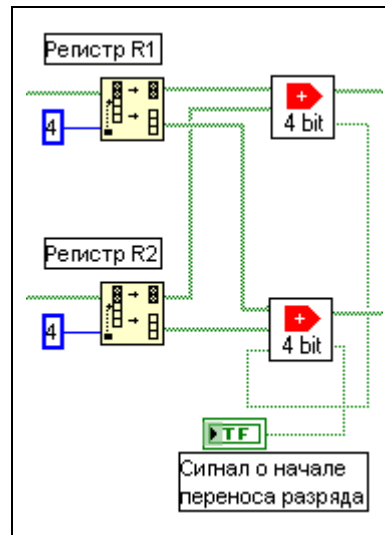 Регистр R1
4
+
4 bit
Регистр R2
4
+
4 bit
TF
Сигнал о начале
переноса разряда